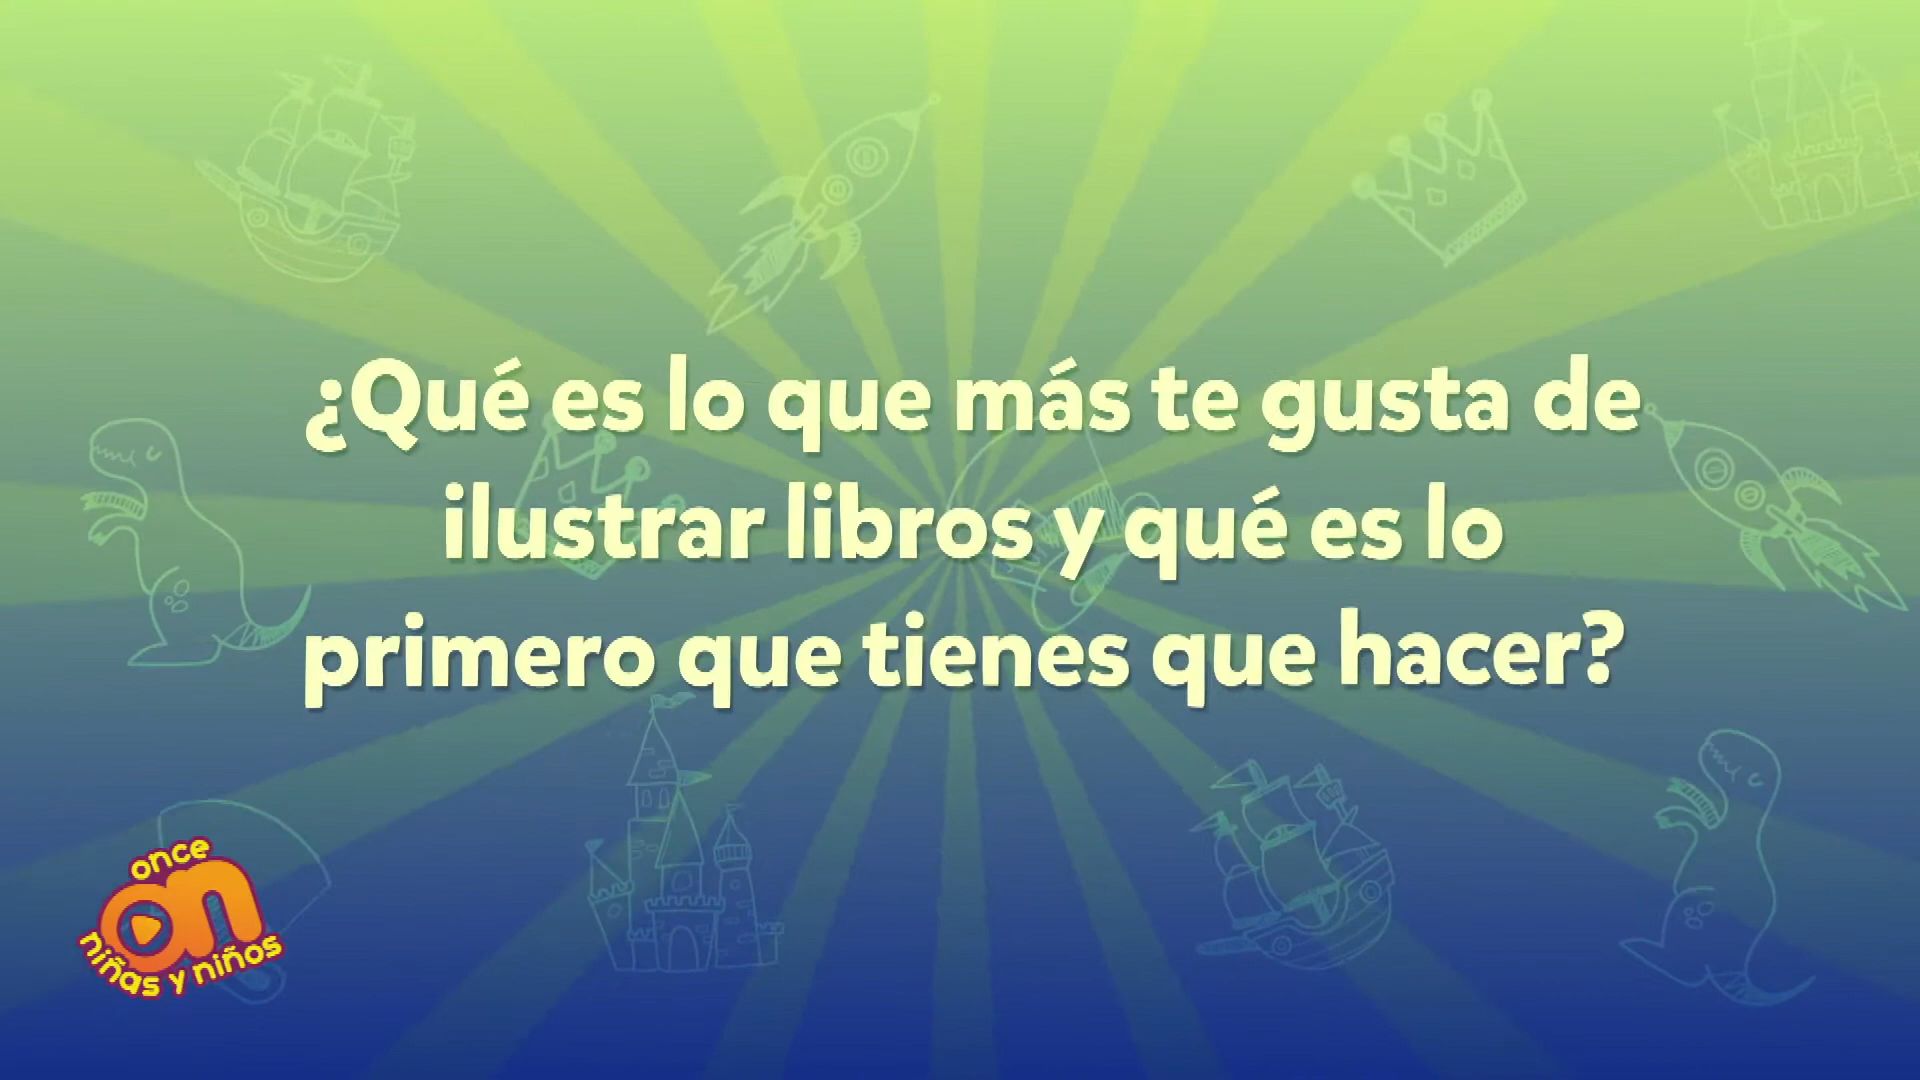 ¿Qué es lo que más te gusta de
ilustrar libros y qué es lo
primero que tienes que hacer?
once
on
niñas y niños